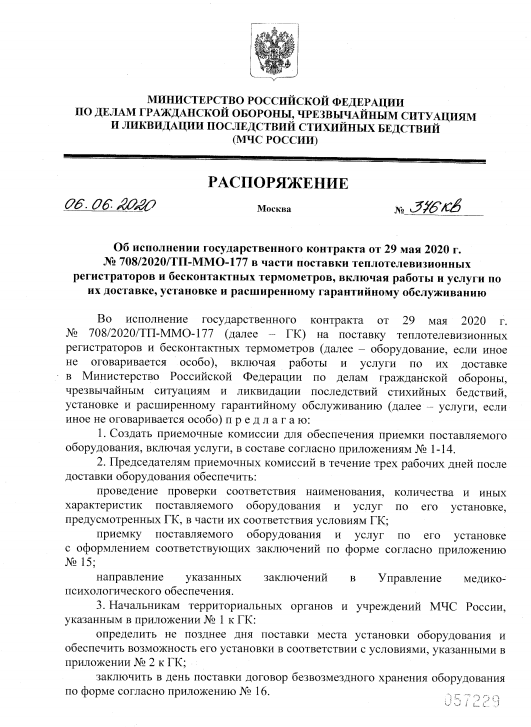 МИНИСТЕРСТВО РОССИЙСКОЙ ФЕДЕРАЦИИ
ПО ДЕЛАМ ГРАЖДАНСКОЙ ОБОРОНЫ, ЧРЕЗВЫЧАЙНЫМ СИТУАЦИЯМ
И ЛИКВИДАЦИИ ПОСЛЕДСТВИЙ СТИХИЙНЫХ БЕДСТВИЙ
(МЧС РОССИИ)
РАСПОРЯЖЕНИЕ
06.06.2020 Москва № 376КВ
Об исполнении государственного контракта от 29 мая 2020 г.
№ 708/2020/ТП-ММО-177 в части поставки теплотелевизионных
регистраторов и бесконтактных термометров, включая работы и услуги по
их доставке, установке и расширенному гарантийному обслуживанию
Во исполнение государственного контракта от 29 мая 2020 г.
№ 708/2020/ТП-ММО-177 (далее – ГК) на поставку теплотелевизионных
регистраторов и бесконтактных термометров (далее – оборудование, если иное
не оговаривается особо), включая работы и услуги по их доставке
в Министерство Российской Федерации по делам гражданской обороны,
чрезвычайным ситуациям и ликвидации последствий стихийных бедствий,
установке и расширенному гарантийному обслуживанию (далее – услуги, если
иное не оговаривается особо) п р е д л а г а ю:
1. Создать приемочные комиссии для обеспечения приемки поставляемого
оборудования, включая услуги, в составе согласно приложениям № 1-14.
2. Председателям приемочных комиссий в течение трех рабочих дней после
доставки оборудования обеспечить:
проведение проверки соответствия наименования, количества и иных
характеристик поставляемого оборудования и услуг по его установке,
предусмотренных ГК, в части их соответствия условиям ГК;
приемку поставляемого оборудования и услуг по его установке
с оформлением соответствующих заключений по форме согласно приложению
№ 15;
направление указанных заключений в Управление медико-
психологического обеспечения.
3. Начальникам территориальных органов и учреждений МЧС России,
указанным в приложении № 1 к ГК:
определить не позднее дня поставки места установки оборудования и
обеспечить возможность его установки в соответствии с условиями, указанными в
приложении № 2 к ГК;
заключить в день поставки договор безвозмездного хранения оборудования
по форме согласно приложению № 16.
057229